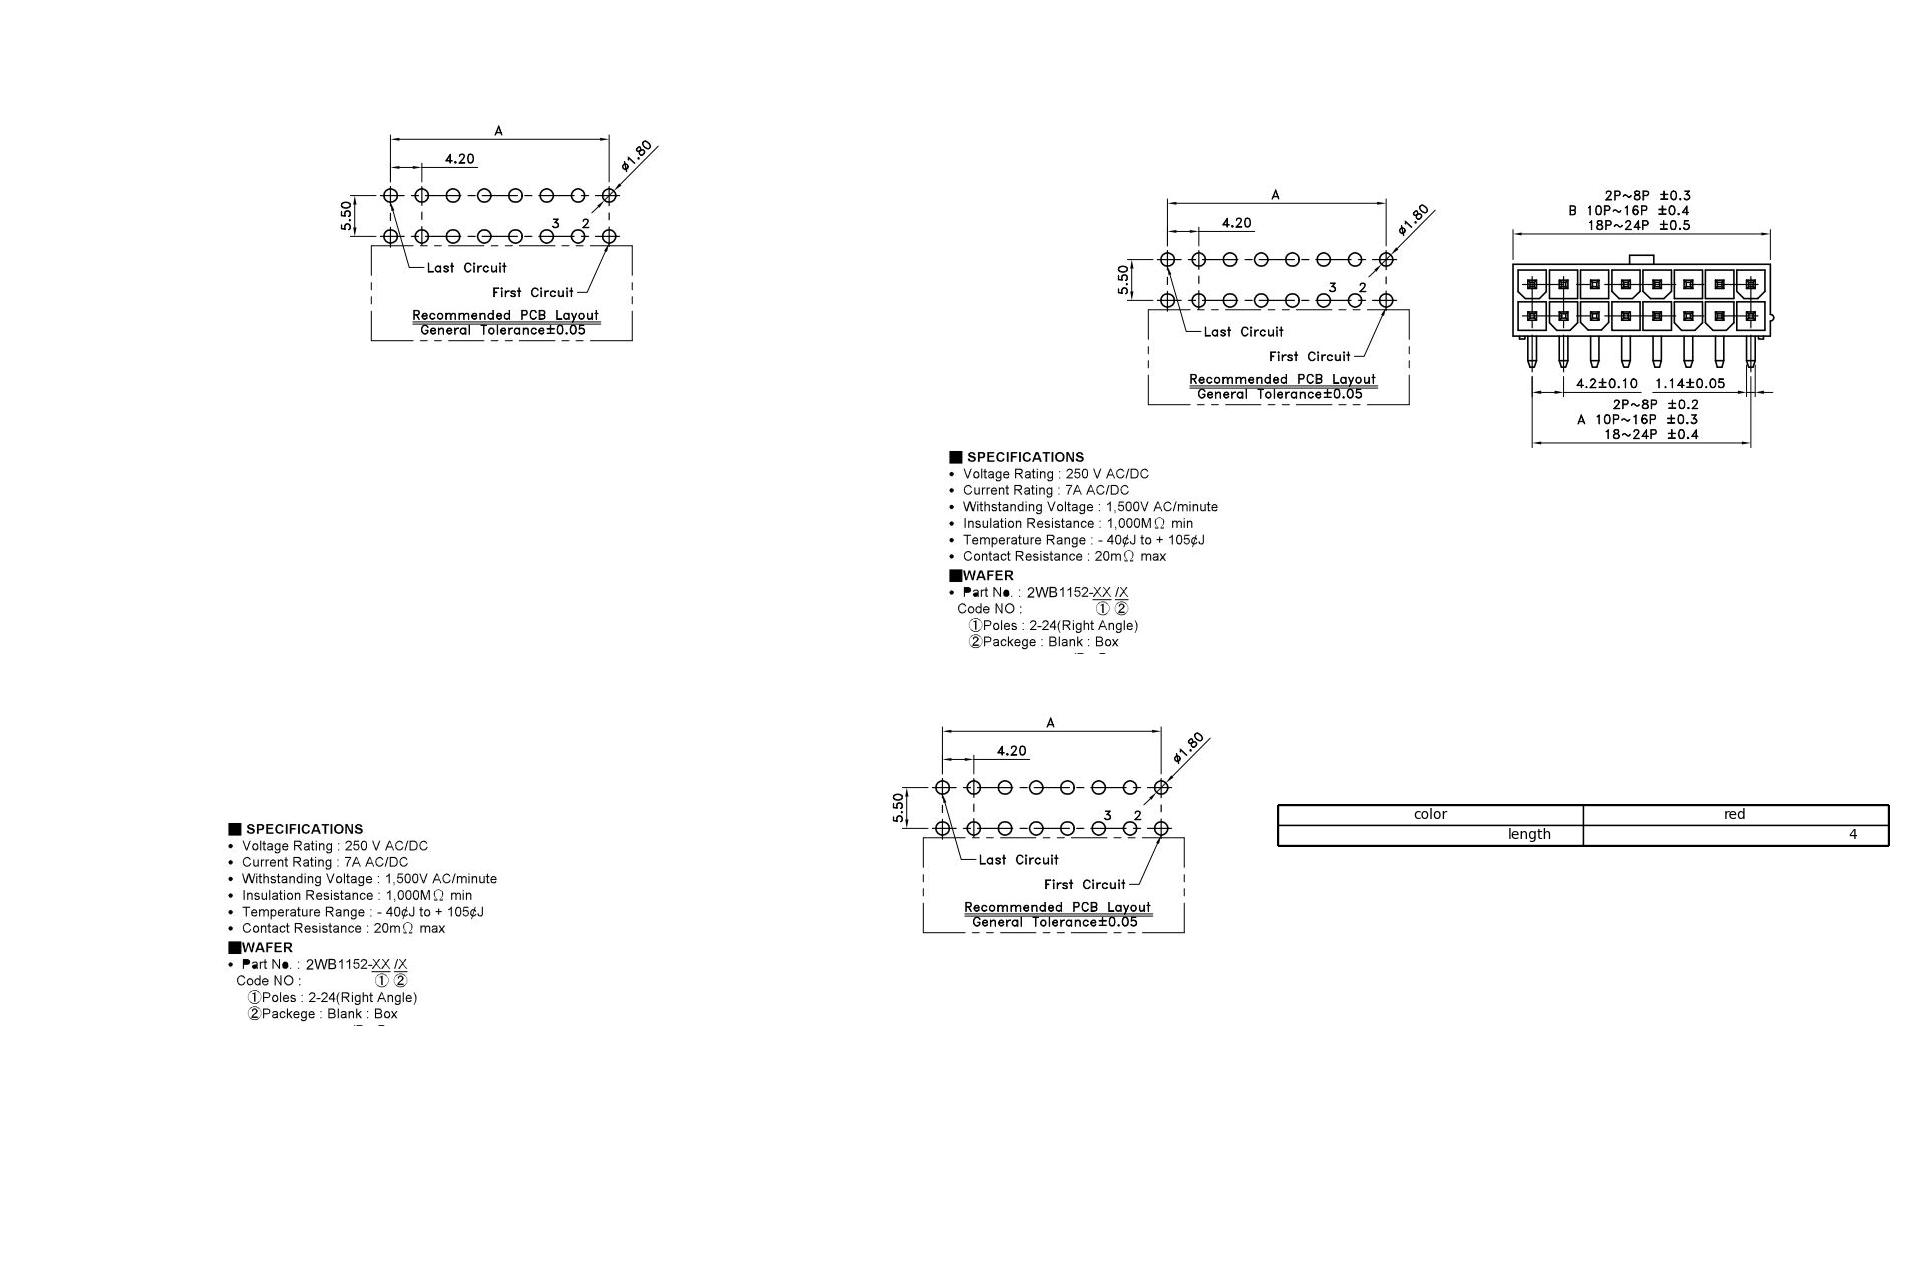 A
4.20
ø1.80
5.50
3 2
Last Circuit
First Circuit
Recommended PCB Layout
General Tolerance±0.05
A
4.20
ø1.80
5.50
3 2
Last Circuit
First Circuit
Recommended PCB Layout
General Tolerance±0.05
2P~8P ±0.3
B 10P~16P ±0.4
18P~24P ±0.5
4.2±0.10 1.14±0.05
2P~8P ±0.2
A 10P~16P ±0.3
18~24P ±0.4
■ SPECIFICATIONS
• Voltage Rating : 250 V AC/DC
• Current Rating : 7A AC/DC
• Withstanding Voltage : 1,500V AC/minute
• Insulation Resistance : 1,000MΩ min
• Temperature Range : - 40¢J to + 105¢J
• Contact Resistance : 20mΩ max
■WAFER
• Part No. : 2WB1152-XX /X
Code NO : ① ②
①Poles : 2-24(Right Angle)
②Packege : Blank : Box
A
4.20
ø1.80
5.50
3 2
Last Circuit
First Circuit
Recommended PCB Layout
General Tolerance±0.05
color red
length 4
■ SPECIFICATIONS
• Voltage Rating : 250 V AC/DC
• Current Rating : 7A AC/DC
• Withstanding Voltage : 1,500V AC/minute
• Insulation Resistance : 1,000MΩ min
• Temperature Range : - 40¢J to + 105¢J
• Contact Resistance : 20mΩ max
■WAFER
• Part No. : 2WB1152-XX /X
Code NO : ① ②
①Poles : 2-24(Right Angle)
②Packege : Blank : Box